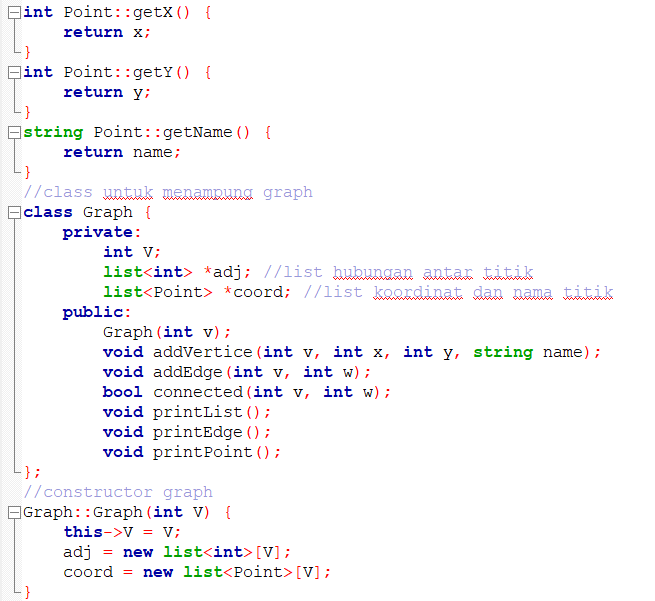 int Point::getX() {
    return x;
}
int Point::getY() {
    return y;
}
string Point::getName() {
    return name;
}
//class untuk menampung graph
class Graph {
    private:
        int V;
        list<int> *adj; //list hubungan antar titik
        list<Point> *coord; //list koordinat dan nama titik
    public:
        Graph(int v);
        void addVertice(int v, int x, int y, string name);
        void addEdge(int v, int w);
        bool connected(int v, int w);
        void printList();
        void printEdge();
        void printPoint();
};
//constructor graph
Graph::Graph(int V) {
    this->V = V;
    adj = new list<int>[V];
    coord = new list<Point>[V];
}